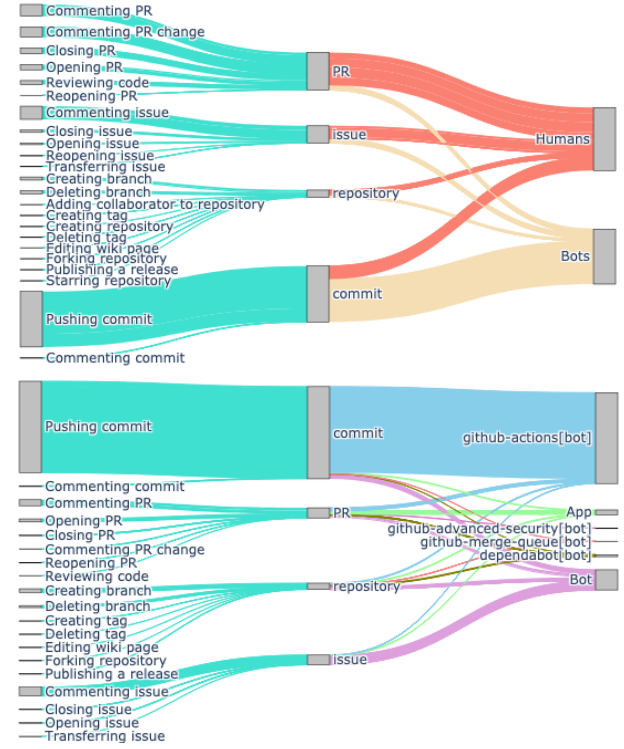 Commenting PR
Commenting PR change
Closing PR
Opening PR
Reviewing code
Reopening PR
Commenting issue
Closing issue
Opening issue
Reopening issue
Transferring issue
Creating branch
Deleting branch
Adding collaborator to repository
Creating tag
Creating repository
Deleting tag
Editing wiki page
Forking repository
Publishing a release
Starring repository
Pushing commit
Commenting commit
PR
issue
repository
commit
Humans
Bots
Pushing commit
Commenting commit
Commenting PR
Opening PR
Closing PR
Commenting PR change
Reopening PR
Reviewing code
Creating branch
Deleting branch
Creating tag
Deleting tag
Editing wiki page
Forking repository
Publishing a release
Commenting issue
Closing issue
Opening issue
Transferring issue
commit
PR
repository
issue
github-actions[bot]
App
github-advanced-security[bot]
github-merge-queue[bot]
dependabot[bot]
Bot